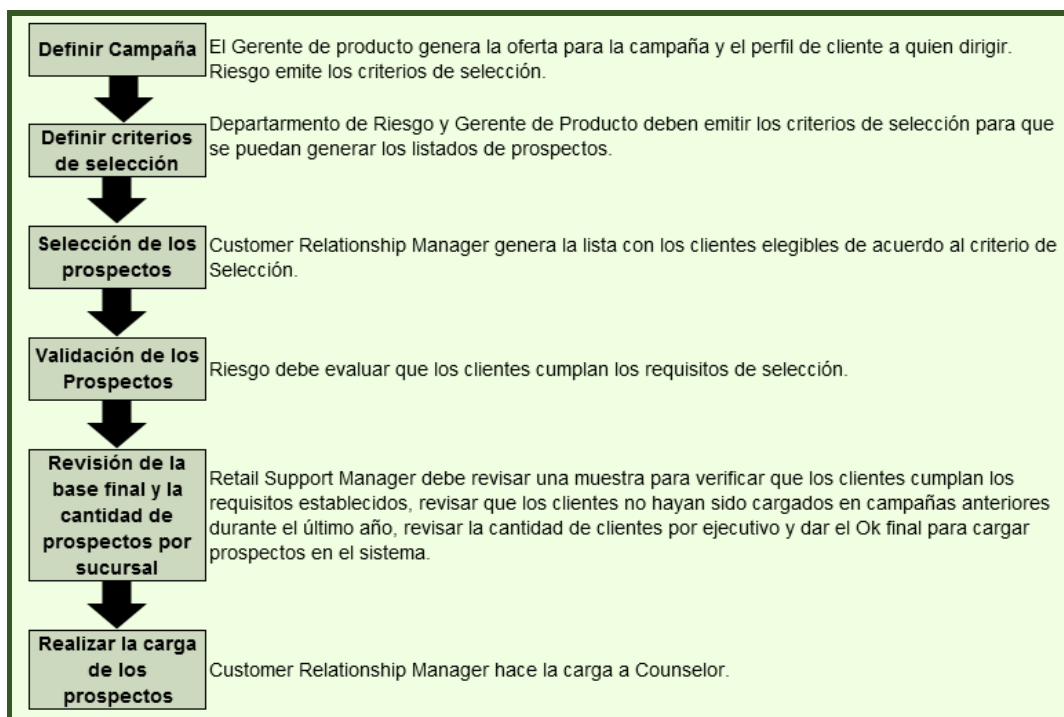 Definir Campaña
El Gerente de producto genera la oferta para la campaña y el perfil de cliente a quien dirigir.
Riesgo emite los criterios de selección.
Definir criterios
de selección
Departarmento de Riesgo y Gerente de Producto deben emitir los criterios de selección para que
se puedan generar los listados de prospectos.
Selección de los
prospectos
Customer Relationship Manager genera la lista con los clientes elegibles de acuerdo al criterio de
Selección.
Validación de los
Prospectos
Riesgo debe evaluar que los clientes cumplan los requisitos de selección.
Revisión de la
base final y la
cantidad de
prospectos por
sucursal
Retail Support Manager debe revisar una muestra para verificar que los clientes cumplan los
requisitos establecidos, revisar que los clientes no hayan sido cargados en campañas anteriores
durante el último año, revisar la cantidad de clientes por ejecutivo y dar el Ok final para cargar
prospectos en el sistema.
Realizar la carga
de los
prospectos
Customer Relationship Manager hace la carga a Counselor.